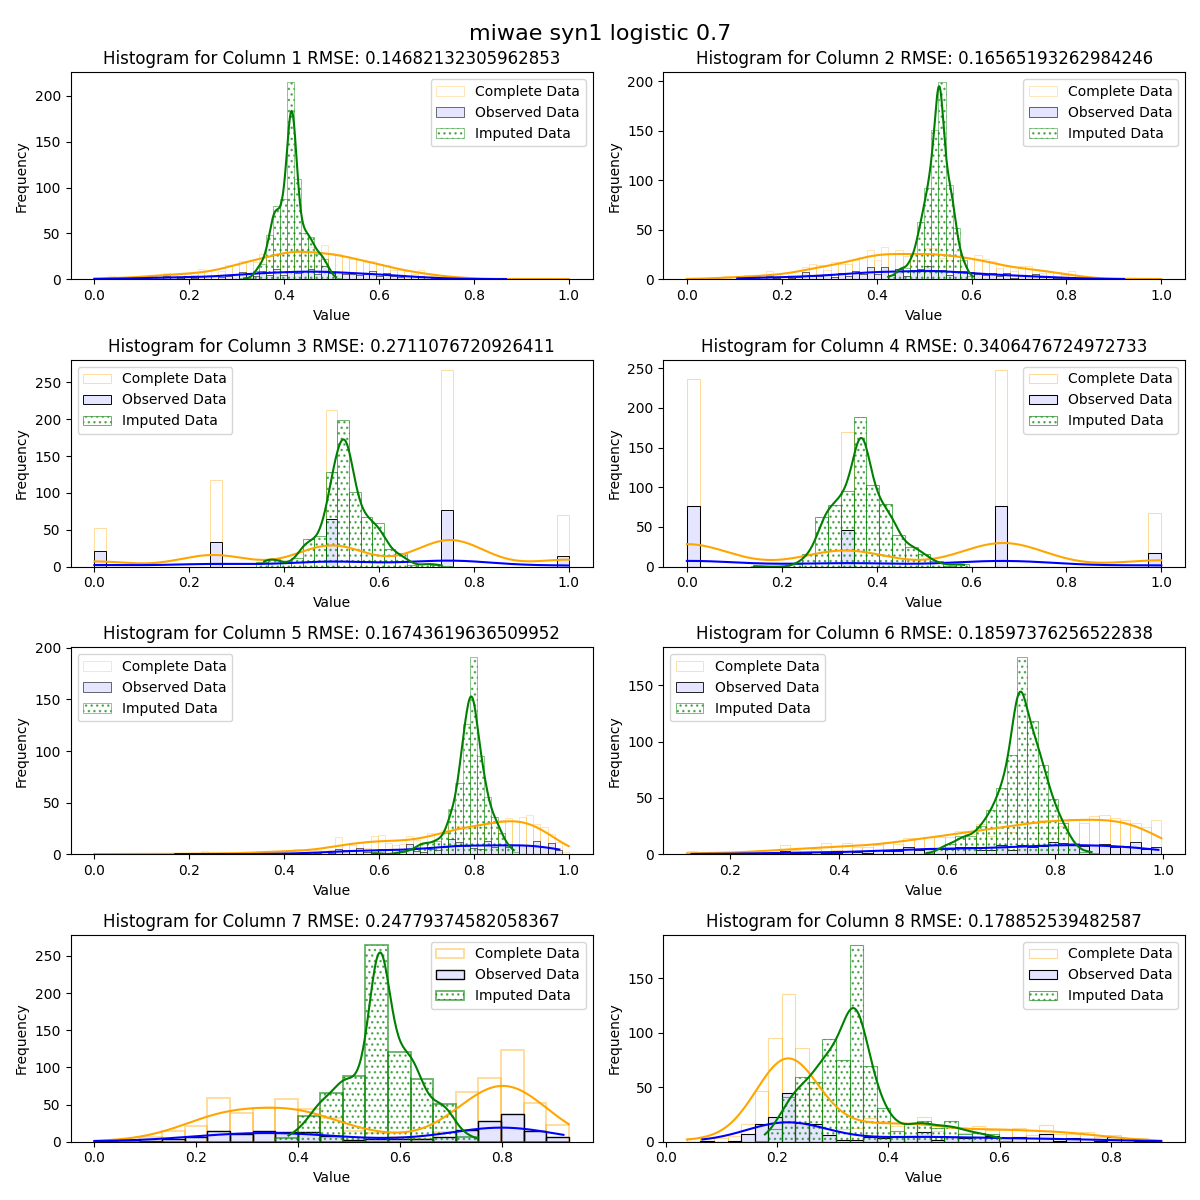 miwae syn1 logistic 0.7
Histogram for Column 1 RMSE: 0.14682132305962853
Frequency
200
150
100
50
0
Complete Data
Observed Data
Imputed Data
0.0 0.2 0.4 0.6 0.8 1.0
Value
Histogram for Column 2 RMSE: 0.16565193262984246
Frequency
200
150
100
50
0
Complete Data
Observed Data
Imputed Data
0.0 0.2 0.4 0.6 0.8 1.0
Value
Histogram for Column 3 RMSE: 0.2711076720926411
Frequency
250
200
150
100
50
0
Complete Data
Observed Data
Imputed Data
0.0 0.2 0.4 0.6 0.8 1.0
Value
Histogram for Column 4 RMSE: 0.3406476724972733
Frequency
250
200
150
100
50
0
Complete Data
Observed Data
Imputed Data
0.0 0.2 0.4 0.6 0.8 1.0
Value
Histogram for Column 5 RMSE: 0.16743619636509952
Frequency
200
150
100
50
0
Complete Data
Observed Data
Imputed Data
0.0 0.2 0.4 0.6 0.8 1.0
Value
Histogram for Column 6 RMSE: 0.18597376256522838
Frequency
150
100
50
0
Complete Data
Observed Data
Imputed Data
0.2 0.4 0.6 0.8 1.0
Value
Histogram for Column 7 RMSE: 0.24779374582058367
Frequency
250
200
150
100
50
0
Complete Data
Observed Data
Imputed Data
0.0 0.2 0.4 0.6 0.8
Value
Histogram for Column 8 RMSE: 0.178852539482587
Frequency
150
100
50
0
Complete Data
Observed Data
Imputed Data
0.0 0.2 0.4 0.6 0.8
Value